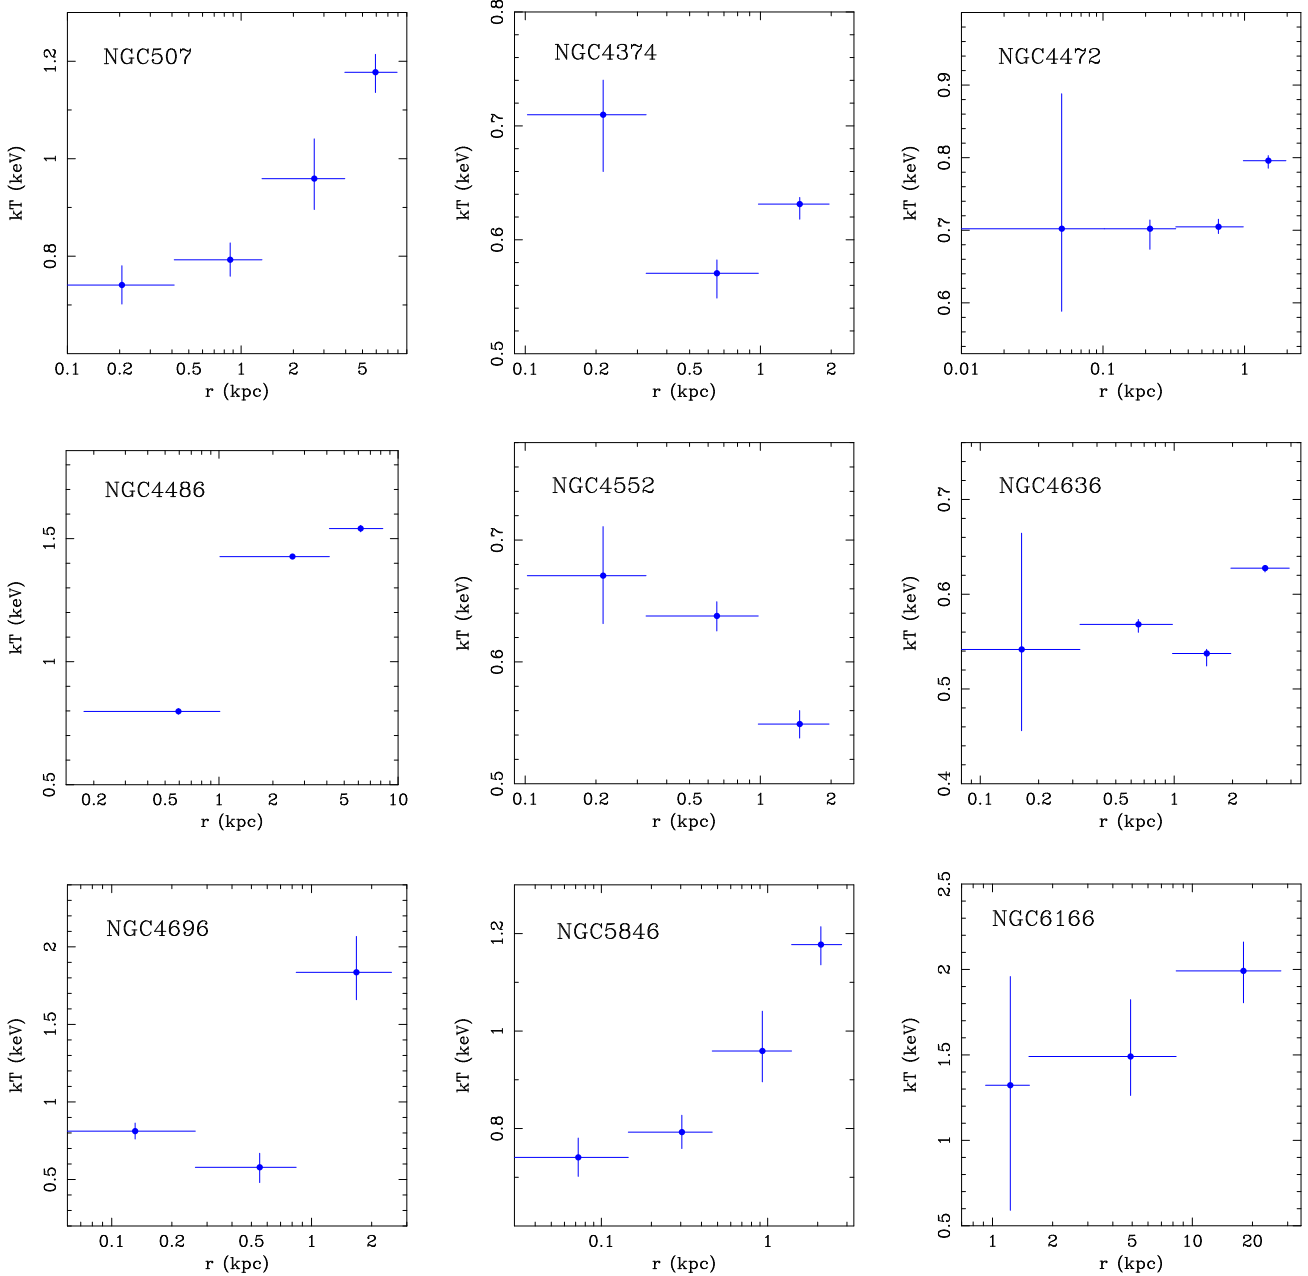 NGC507
kT (keV)
0.8 1 1.2
0.1 0.2 0.5 1 2 5
r (kpc)
NGC4374
kT (keV)
0.5 0.6 0.7 0.8
0.1 0.2 0.5 1 2
r (kpc)
NGC4472
kT (keV)
0.6 0.7 0.8 0.9
0.01 0.1 1
r (kpc)
NGC4486
kT (keV)
0.5 1 1.5
0.2 0.5 1 2 5 10
r (kpc)
NGC4552
kT (keV)
0.5 0.6 0.7
0.1 0.2 0.5 1 2
r (kpc)
NGC4636
kT (keV)
0.4 0.5 0.6 0.7
0.1 0.2 0.5 1 2
r (kpc)
NGC4696
kT (keV)
0.5 1 1.5 2
0.1 0.2 0.5 1 2
r (kpc)
NGC5846
kT (keV)
0.8 1 1.2
0.1 1
r (kpc)
NGC6166
kT (keV)
0.5 1 1.5 2 2.5
1 2 5 10 20
r (kpc)